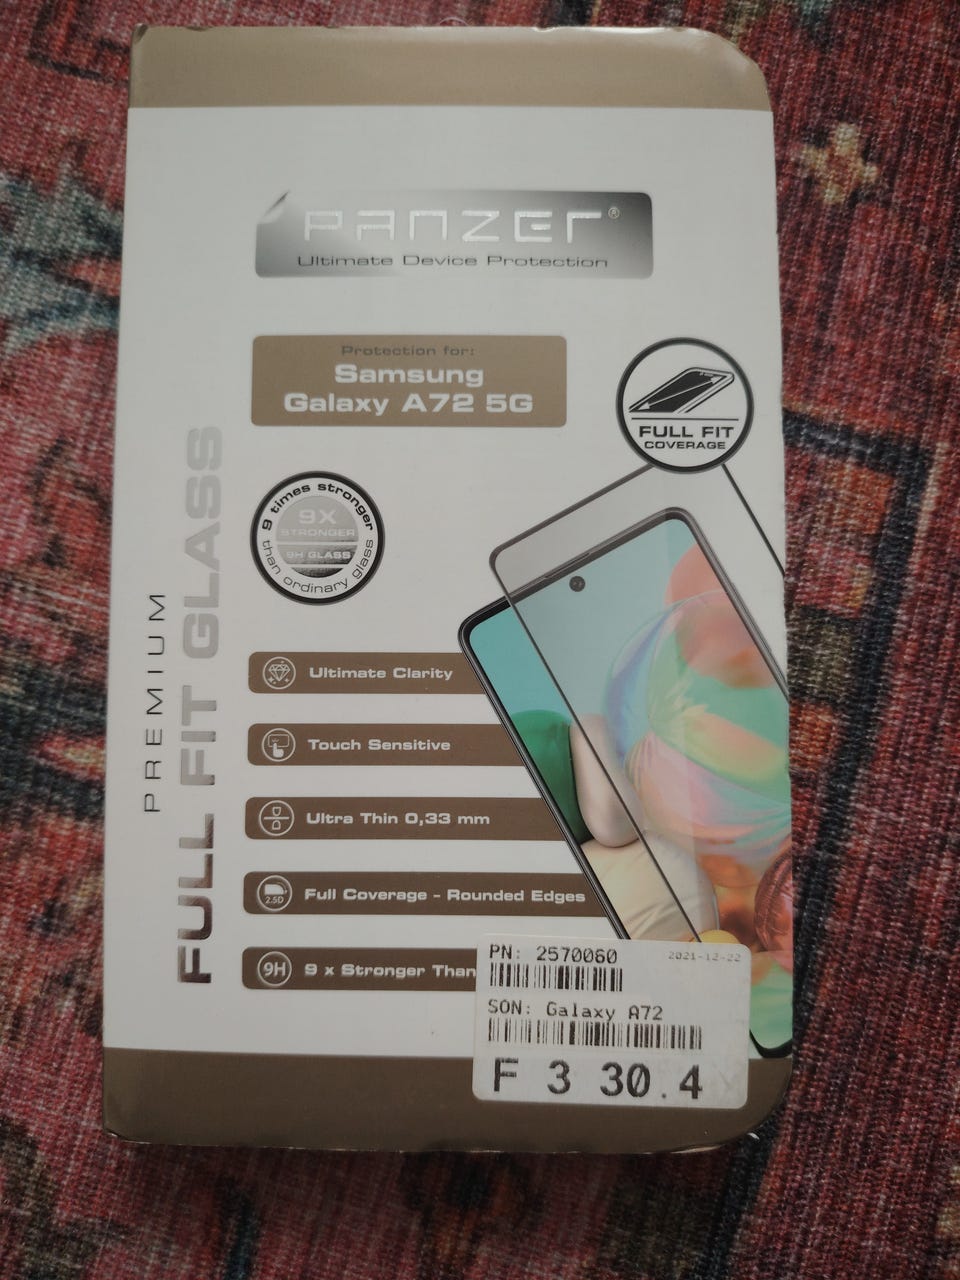 PANZER®
Ultimate Device Protection
Protection for:
Samsung
Galaxy A72 5G
FULL FIT
COVERAGE
9 times stronger
9X
STRONGER
9H GLASS
than ordinary glass
PREMIUM
FULL FIT GLASS
Ultimate Clarity
Touch Sensitive
Ultra Thin 0,33 mm
2.5D
Full Coverage - Rounded Edges
9H
9 x Stronger Than
PN: 2570060
2021-12-22
SON: Galaxy A72
F 3 30.4